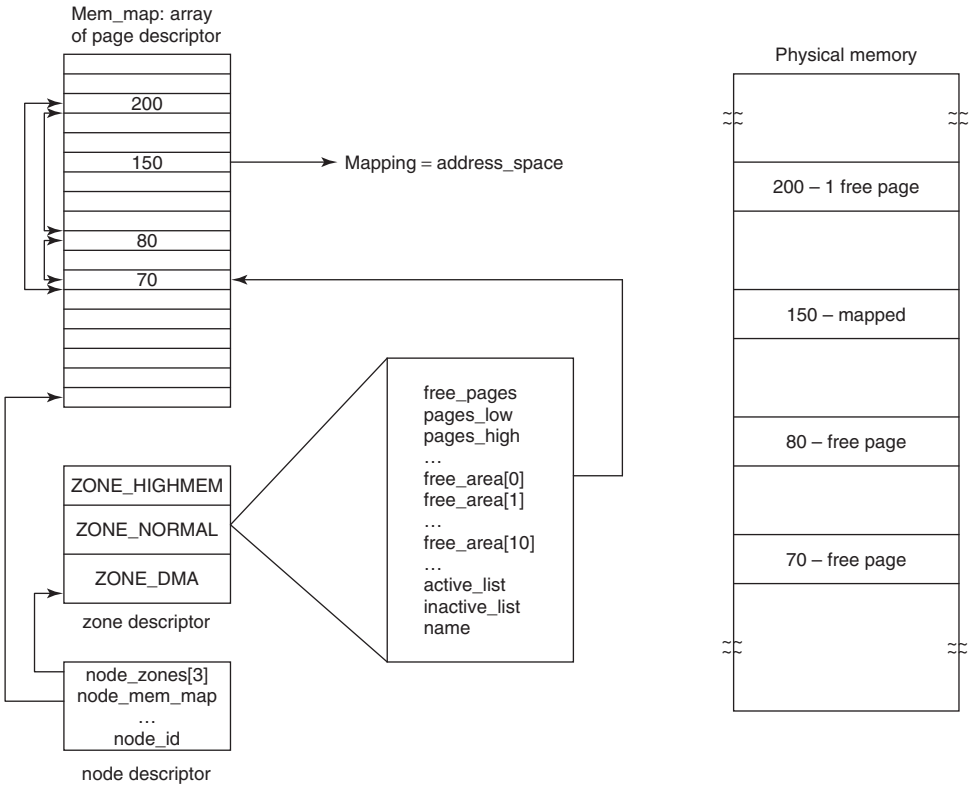 Mem_map: array
of page descriptor
200
150
80
70
Mapping = address_space
free_pages
pages_low
pages_high
…
free_area[0]
free_area[1]
…
free_area[10]
…
active_list
inactive_list
name
ZONE_HIGHMEM
ZONE_NORMAL
ZONE_DMA
zone descriptor
node_zones[3]
node_mem_map
…
node_id
node descriptor
Physical memory
200 – 1 free page
150 – mapped
80 – free page
70 – free page